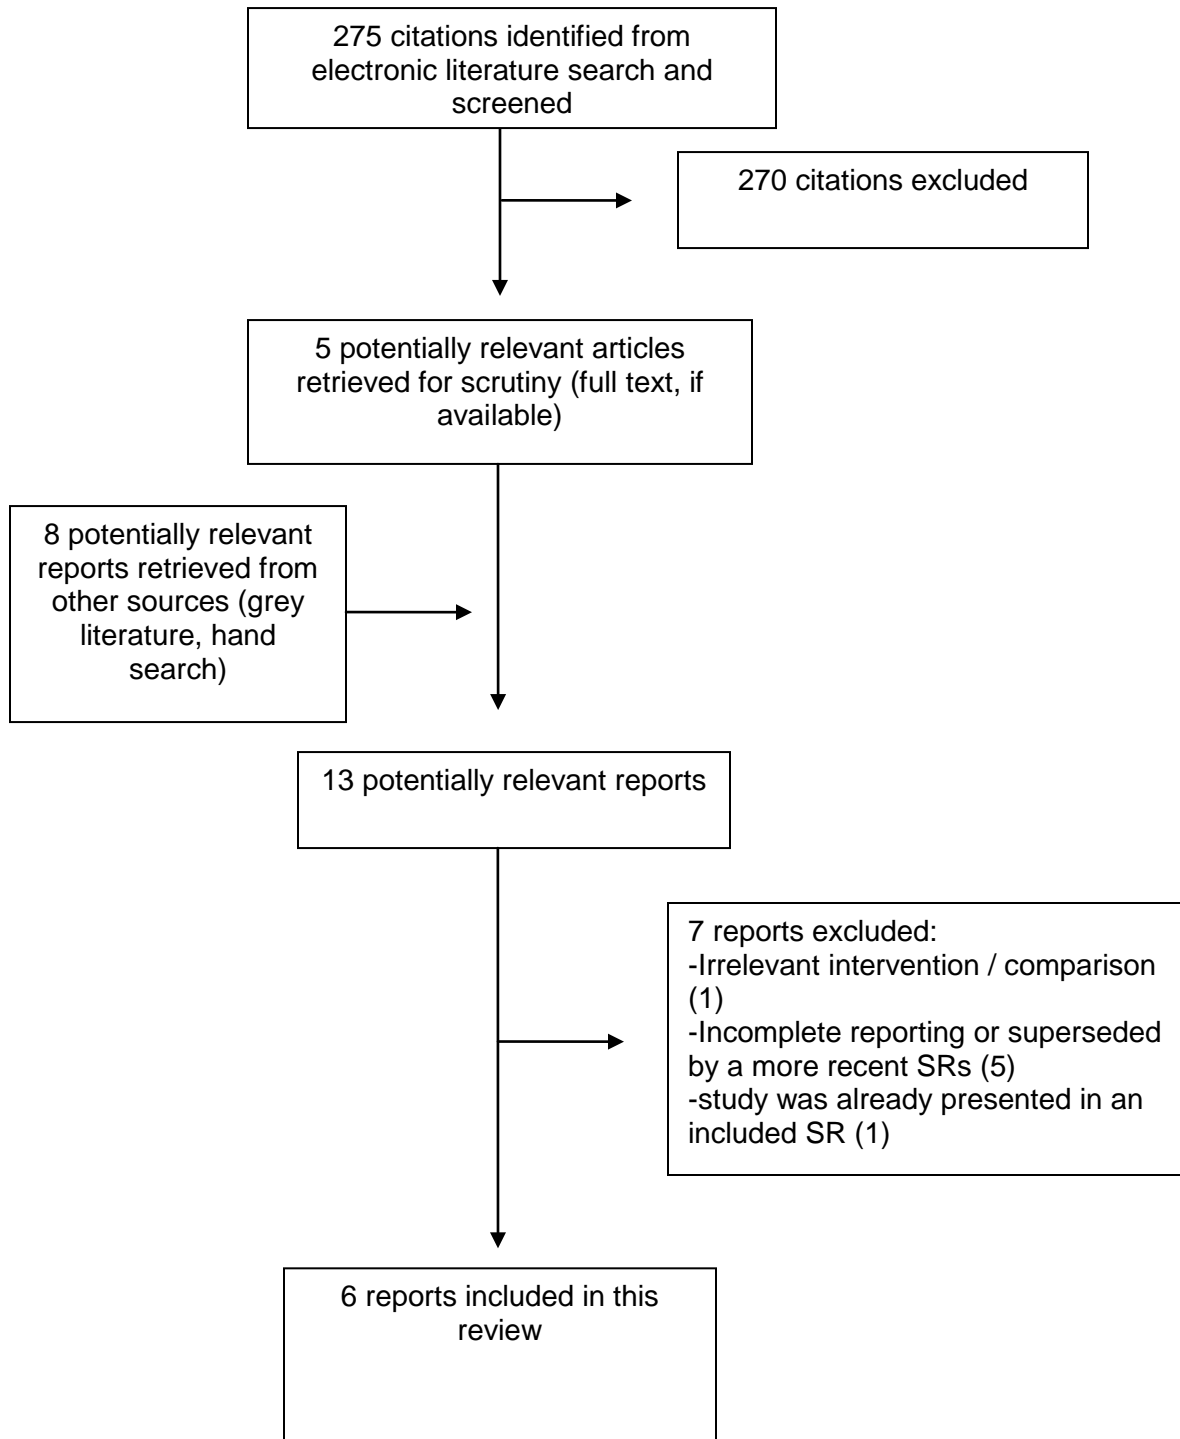 275 citations identified from
electronic literature search and
screened
270 citations excluded
5 potentially relevant articles
retrieved for scrutiny (full text, if
available)
8 potentially relevant
reports retrieved from
other sources (grey
literature, hand
search)
13 potentially relevant reports
7 reports excluded:
-Irrelevant intervention / comparison
(1)
-Incomplete reporting or superseded
by a more recent SRs (5)
-study was already presented in an
included SR (1)
6 reports included in this
review